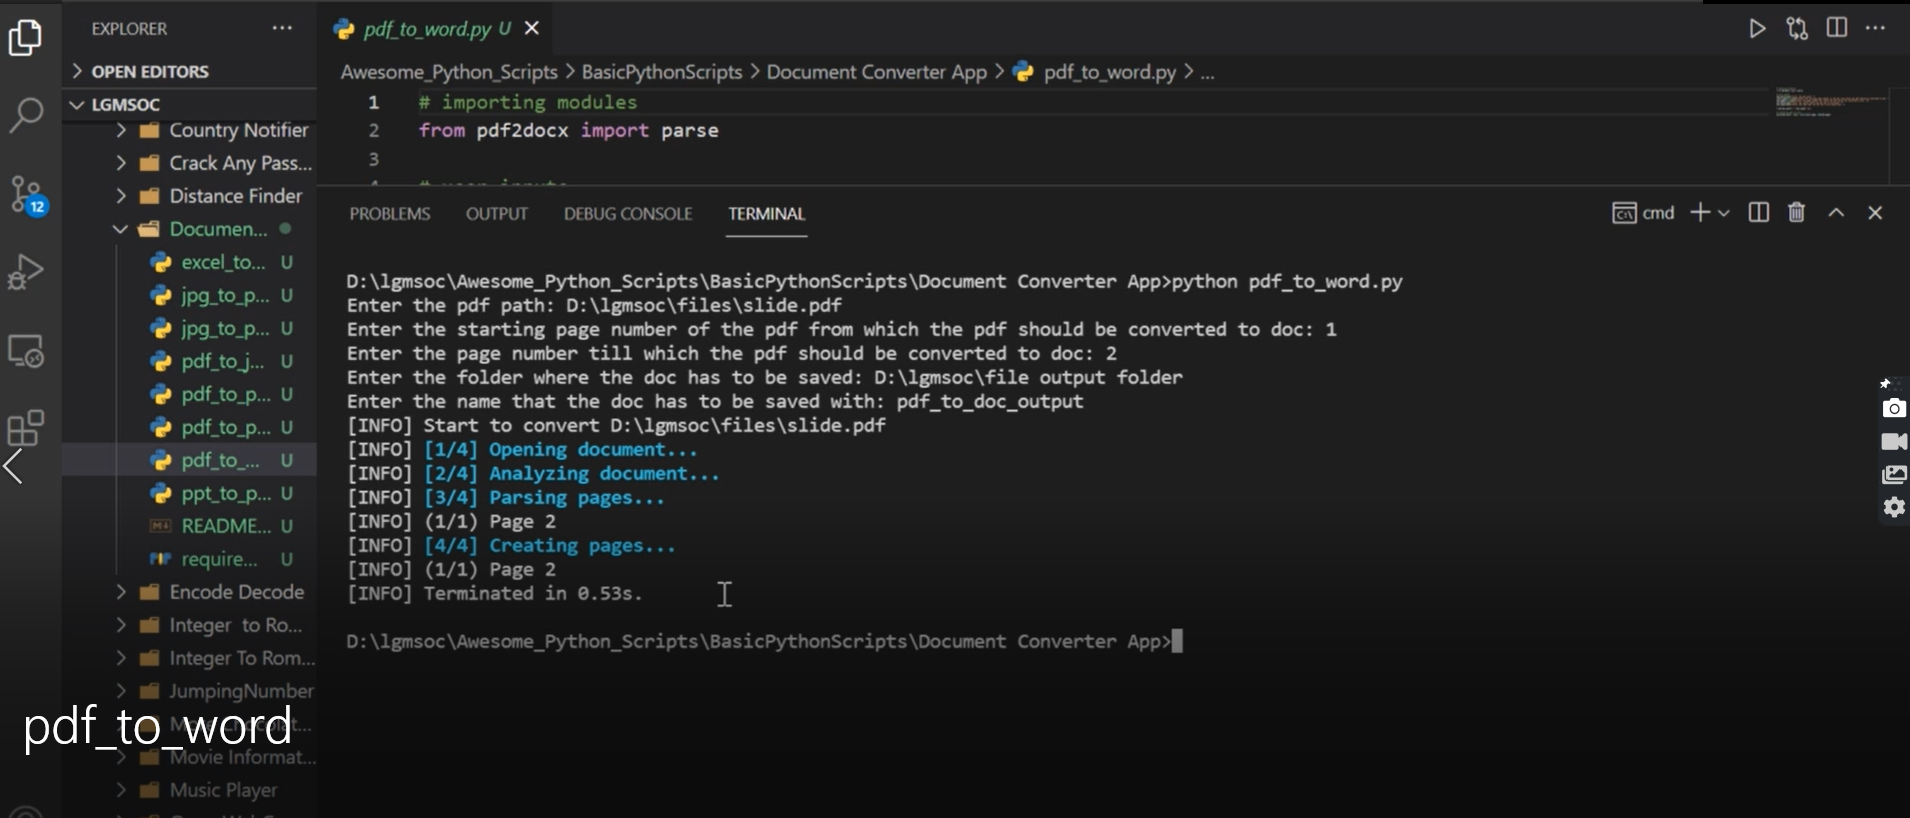 EXPLORER
pdf_to_word.py U
OPEN EDITORS
Awesome_Python_Scripts > BasicPythonScripts > Document Converter App > pdf_to_word.py > ...
LGMSOC
Country Notifier
Crack Any Pass...
Distance Finder
Documen...
excel_to... U
jpg_to_p... U
jpg_to_p... U
pdf_to_j... U
pdf_to_p... U
pdf_to_p... U
pdf_to_... U
ppt_to_p... U
README... U
require... U
Encode Decode
Integer to Ro...
Integer To Rom...
JumpingNumber
Movie Informat...
Music Player
12
1 # importing modules
2 from pdf2docx import parse
3
PROBLEMS OUTPUT DEBUG CONSOLE TERMINAL
cmd
D:\lgmsoc\Awesome_Python_Scripts\BasicPythonScripts\Document Converter App>python pdf_to_word.py
Enter the pdf path: D:\lgmsoc\files\slide.pdf
Enter the starting page number of the pdf from which the pdf should be converted to doc: 1
Enter the page number till which the pdf should be converted to doc: 2
Enter the folder where the doc has to be saved: D:\lgmsoc\file output folder
Enter the name that the doc has to be saved with: pdf_to_doc_output
[INFO] Start to convert D:\lgmsoc\files\slide.pdf
[INFO] [1/4] Opening document...
[INFO] [2/4] Analyzing document...
[INFO] [3/4] Parsing pages...
[INFO] (1/1) Page 2
[INFO] [4/4] Creating pages...
[INFO] (1/1) Page 2
[INFO] Terminated in 0.53s.
D:\lgmsoc\Awesome_Python_Scripts\BasicPythonScripts\Document Converter App>
pdf_to_word